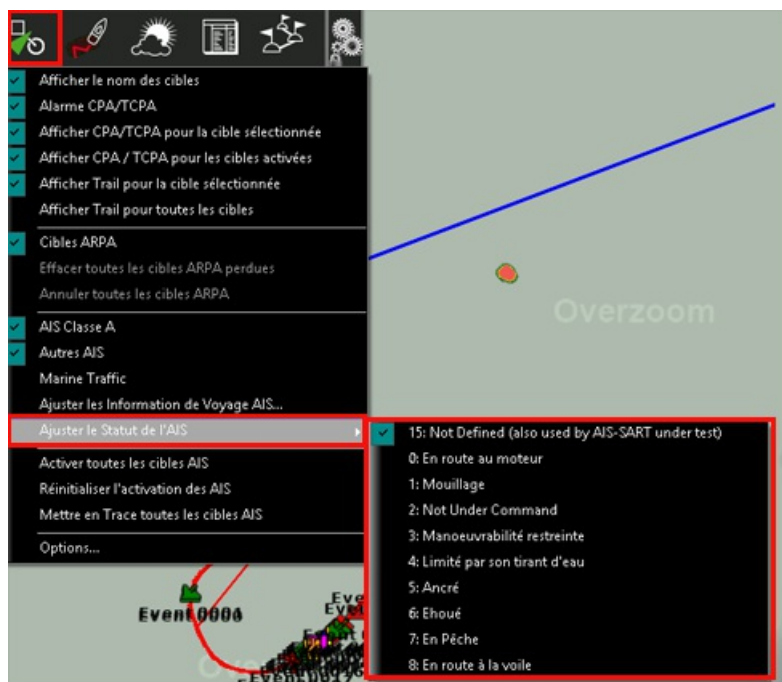 Afficher le nom des cibles
Alarme CPA/TCPA
Afficher CPA/TCPA pour la cible sélectionnée
Afficher CPA / TCPA pour les cibles activées
Afficher Trail pour la cible sélectionnée
Afficher Trail pour toutes les cibles
Cibles ARPA
Effacer toutes les cibles ARPA perdues
Annuler toutes les cibles ARPA
AIS Classe A
Autres AIS
Marine Traffic
Ajuster les Information de Voyage AIS...
Ajuster le Statut de l'AIS
Activer toutes les cibles AIS
Réinitialiser l'activation des AIS
Mettre en Trace toutes les cibles AIS
Options...
15: Not Defined (also used by AIS-SART under test)
0: En route au moteur
1: Mouillage
2: Not Under Command
3: Manoeuvrabilité restreinte
4: Limité par son tirant d'eau
5: Ancré
6: Ehoué
7: En Pêche
8: En route à la voile
Overzoom